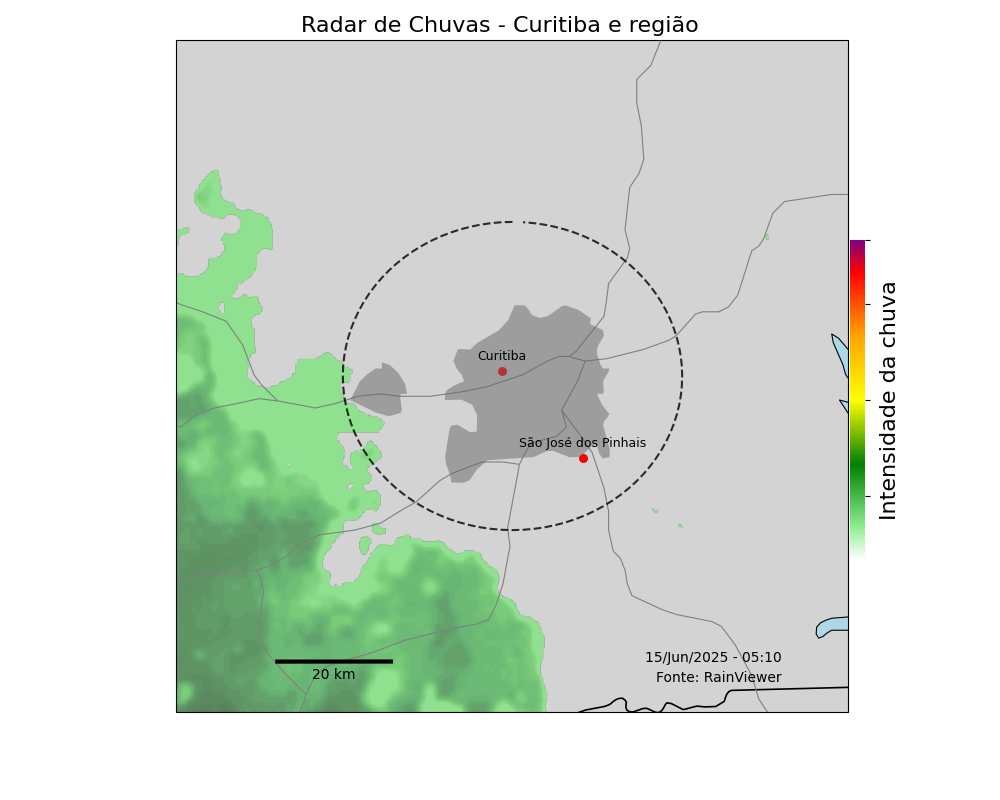 Radar de Chuvas - Curitiba e região
Curitiba
São José dos Pinhais
Intensidade da chuva
15/Jun/2025 - 05:10
Fonte: RainViewer
20 km